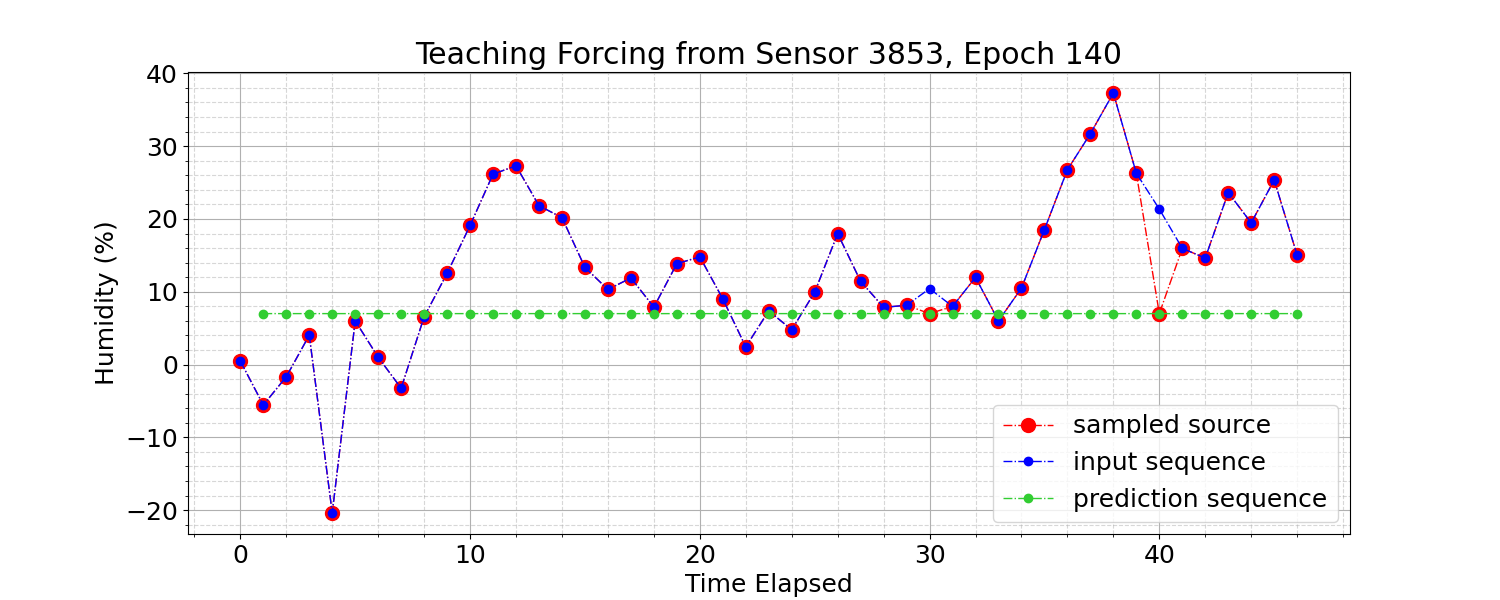 Teaching Forcing from Sensor 3853, Epoch 140
40
30
20
10
0
−10
−20
Humidity (%)
0 10 20 30 40
Time Elapsed
sampled source
input sequence
prediction sequence